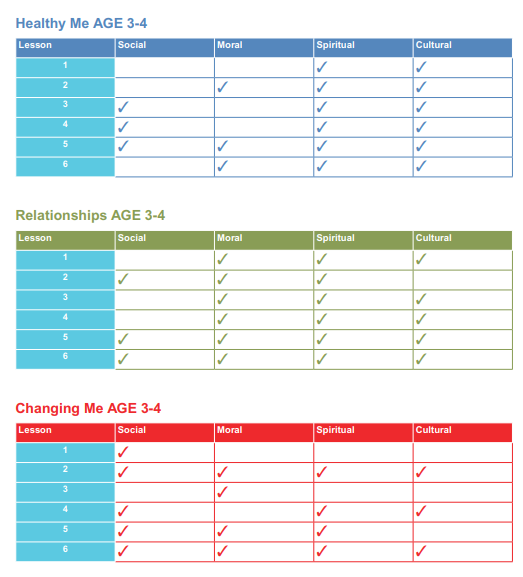 Healthy Me AGE 3-4
Lesson Social Moral Spiritual Cultural
1 ✓ ✓
2 ✓ ✓ ✓
3 ✓ ✓ ✓
4 ✓ ✓ ✓
5 ✓ ✓ ✓ ✓
6 ✓ ✓ ✓
Relationships AGE 3-4
Lesson Social Moral Spiritual Cultural
1 ✓ ✓ ✓
2 ✓ ✓ ✓
3 ✓ ✓ ✓
4 ✓ ✓ ✓
5 ✓ ✓ ✓ ✓
6 ✓ ✓ ✓ ✓
Changing Me AGE 3-4
Lesson Social Moral Spiritual Cultural
1 ✓
2 ✓ ✓ ✓ ✓
3 ✓
4 ✓ ✓ ✓
5 ✓ ✓ ✓
6 ✓ ✓ ✓ ✓